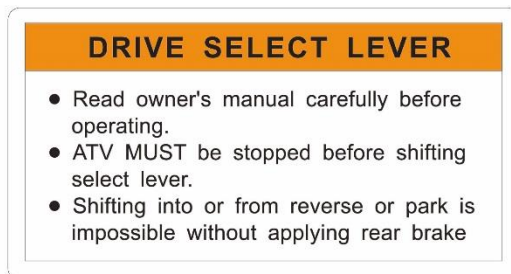 DRIVE SELECT LEVER
● Read owner's manual carefully before
operating.
● ATV MUST be stopped before shifting
select lever.
● Shifting into or from reverse or park is
impossible without applying rear brake